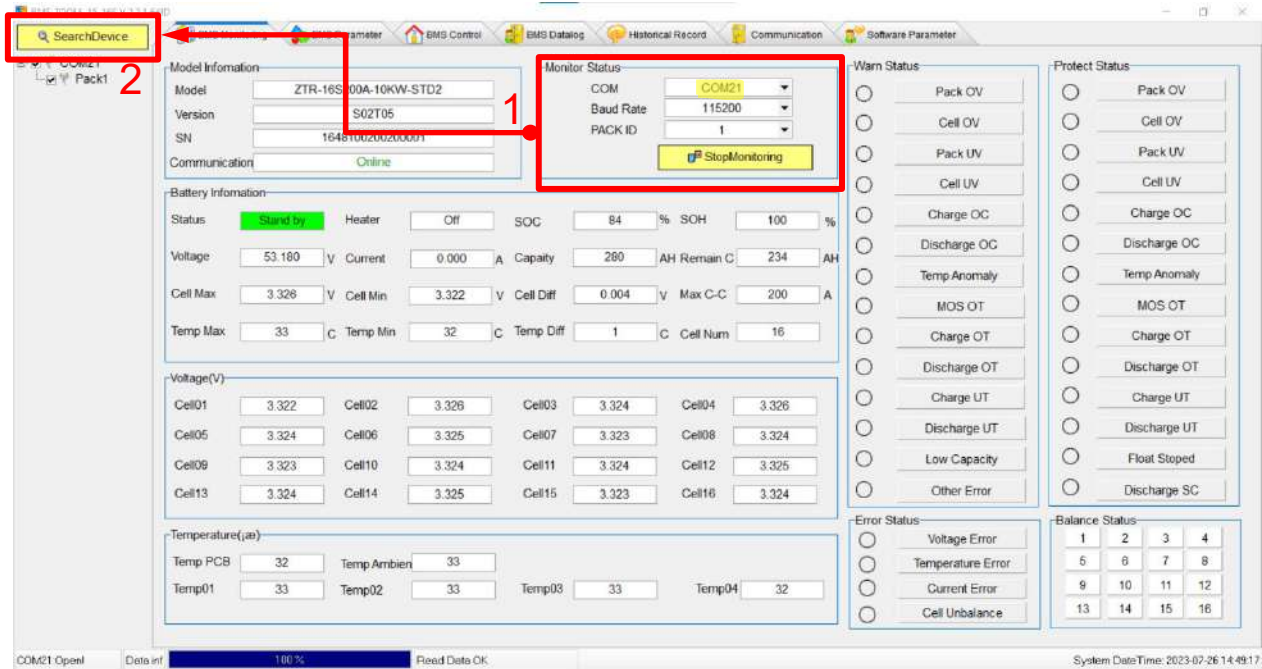 SearchDevice
BMS Control
BMS Datalog
Historical Record
Communication
Software Parameter
2
Pack1
Model Infomation
Model
ZTR-16S
00A-10KW-STD2
Version
S02T05
SN
Communication
Online
1
Monitor Status
COM
COM21
Baud Rate
115200
PACK ID
1
StopMonitoring
Battery Infomation
Status Stand by Heater Off SOC 84 % SOH 100 %
Voltage 53.180 V Current 0.000 A Capaity 280 AH Remain C 234 AH
Cell Max 3.326 V Cell Min 3.322 V Cell Diff 0.004 V Max C-C 200 A
Temp Max 33 C Temp Min 32 C Temp Diff 1 C Cell Num 16
Voltage(V)
Cell01 3.322 Cell02 3.326 Cell03 3.324 Cell04 3.326
Cell05 3.324 Cell06 3.325 Cell07 3.323 Cell08 3.324
Cell09 3.323 Cell10 3.324 Cell11 3.324 Cell12 3.325
Cell13 3.324 Cell14 3.325 Cell15 3.323 Cell16 3.324
Temperature(¡æ)
Temp PCB 32 Temp Ambien 33
Temp01 33 Temp02 33 Temp03 33 Temp04 32
Warn Status
Pack OV
Cell OV
Pack UV
Cell UV
Charge OC
Discharge OC
Temp Anomaly
MOS OT
Charge OT
Discharge OT
Charge UT
Discharge UT
Low Capacity
Other Error
Protect Status
Pack OV
Cell OV
Pack UV
Cell UV
Charge OC
Discharge OC
Temp Anomaly
MOS OT
Charge OT
Discharge OT
Charge UT
Discharge UT
Float Stoped
Discharge SC
Error Status
Voltage Error
Temperature Error
Current Error
Cell Unbalance
Balance Status
1 2 3 4
5 6 7 8
9 10 11 12
13 14 15 16
COM21:Openl Data inf 100% Read Data OK System DateTime: 2023-07-26 14:49:17